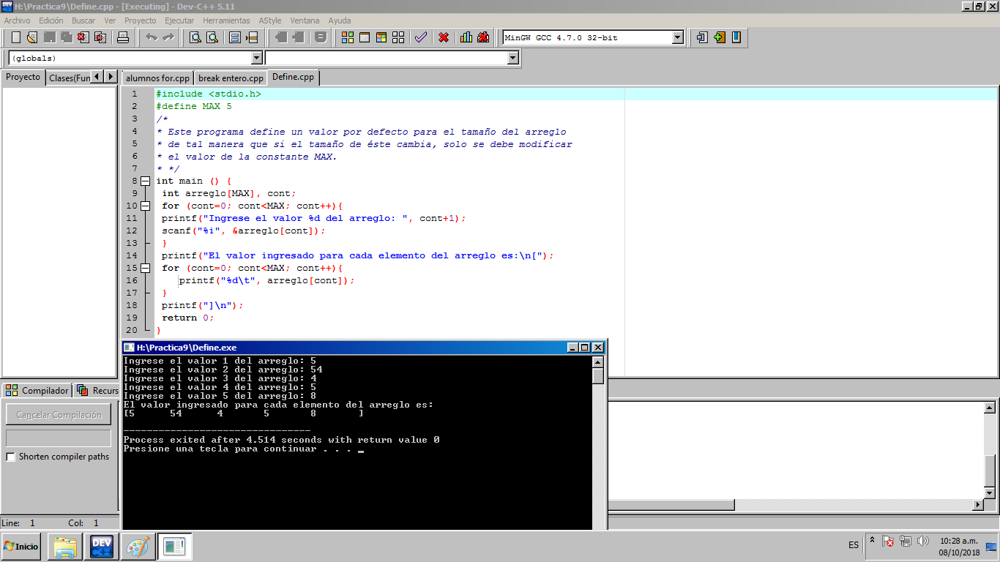 H:\Practica9\Define.cpp - [Executing] - Dev-C++ 5.11
Archivo Edición Buscar Ver Proyecto Ejecutar Herramientas AStyle Ventana Ayuda
MinGW GCC 4.7.0 32-bit
(globals)
Proyecto Clases(Fun alumnos for.cpp break entero.cpp Define.cpp
1 #include <stdio.h>
2 #define MAX 5
3 /*
4 * Este programa define un valor por defecto para el tamaño del arreglo
5 * de tal manera que si el tamaño de éste cambia, solo se debe modificar
6 * el valor de la constante MAX.
7 * */
8 int main () {
9 int arreglo[MAX], cont;
10 for (cont=0; cont<MAX; cont++){
11 printf("Ingrese el valor %d del arreglo: ", cont+1);
12 scanf("%i", &arreglo[cont]);
13 }
14 printf("El valor ingresado para cada elemento del arreglo es:\n[");
15 for (cont=0; cont<MAX; cont++){
16 printf("%d\t", arreglo[cont]);
17 }
18 printf("]\n");
19 return 0;
20 }
H:\Practica9\Define.exe
Ingrese el valor 1 del arreglo: 5
Ingrese el valor 2 del arreglo: 54
Ingrese el valor 3 del arreglo: 4
Ingrese el valor 4 del arreglo: 5
Ingrese el valor 5 del arreglo: 8
El valor ingresado para cada elemento del arreglo es:
[5 54 4 5 8 ]
--------------------------------
Process exited after 4.514 seconds with return value 0
Presione una tecla para continuar . . . _
Compilador Recurs
Cancelar Compilación
Shorten compiler paths
Line: 1 Col: 1
Inicio
DEV C++
ES
10:28 a.m.
08/10/2018